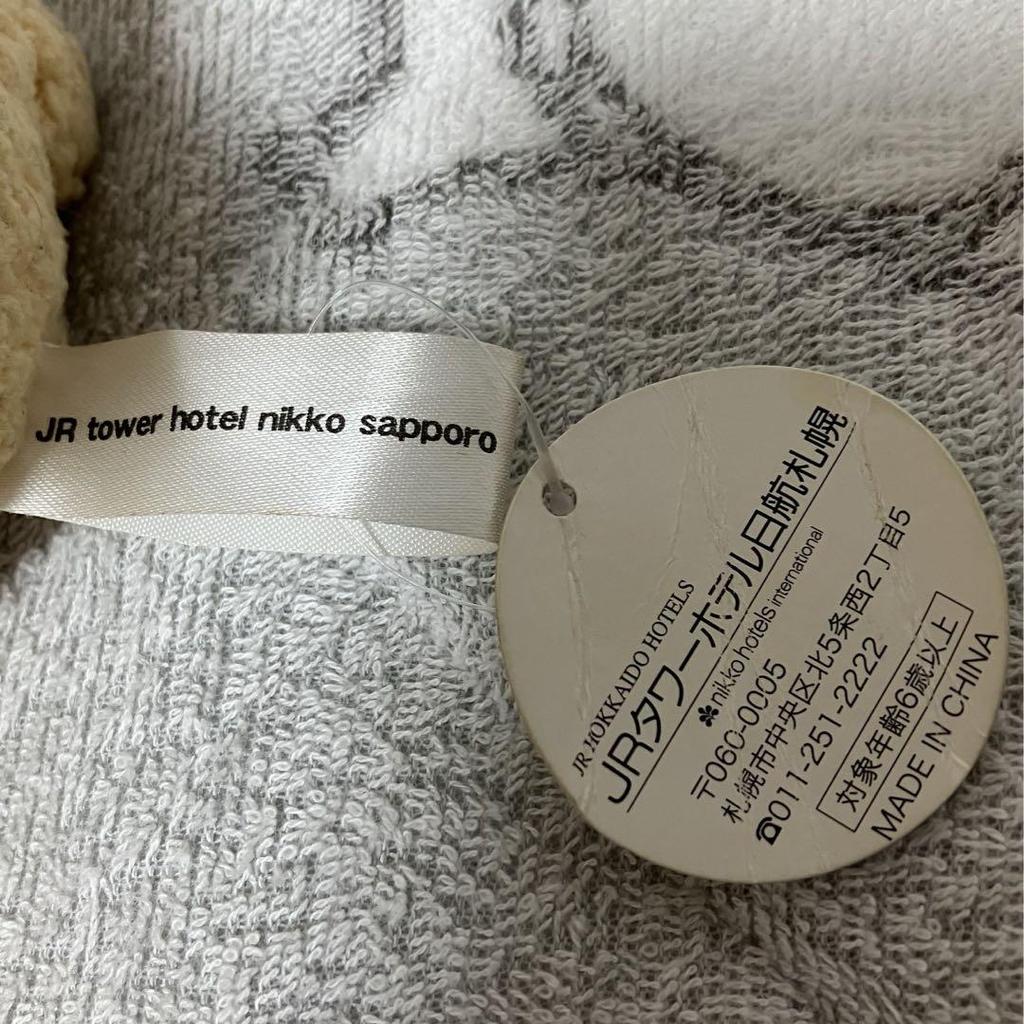 JR tower hotel nikko sapporo
JR HOKKAIDO HOTELS
JRタワーホテル日航札幌
nikko hotels international
〒060-0005
札幌市中央区北5条西2丁目5
☎011-251-2222
対象年齢6歳以上
MADE IN CHINA